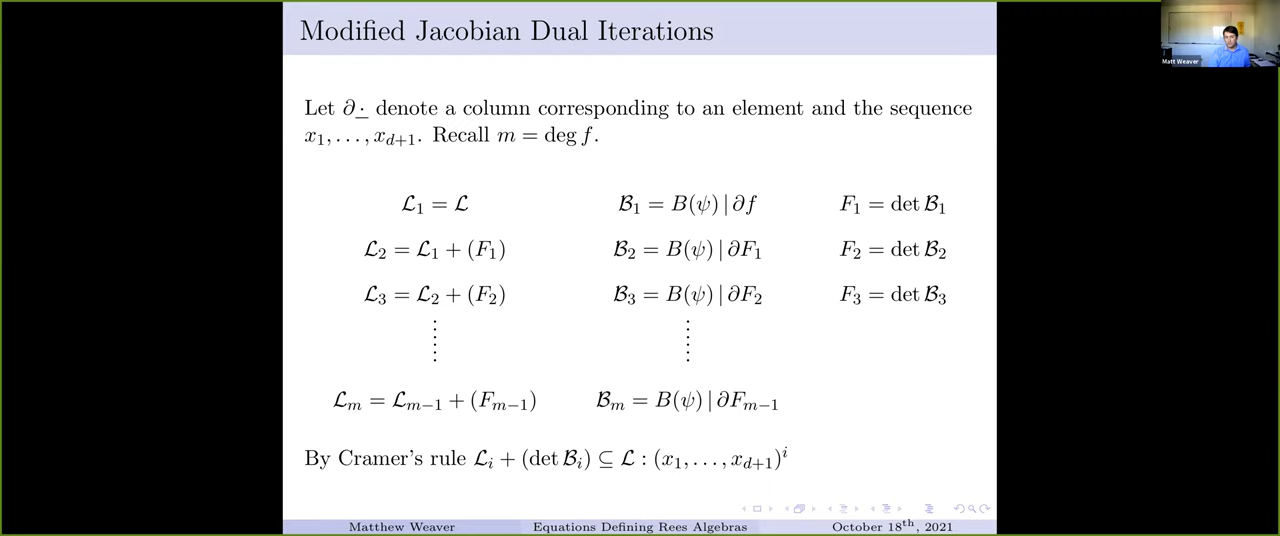 Modified Jacobian Dual Iterations
Matt Weaver
Let ∂· denote a column corresponding to an element and the sequence
x₁, . . . , x_{d+1}. Recall m = deg f.
ℒ₁ = ℒ    ℬ₁ = B(ψ) | ∂f    F₁ = det ℬ₁
ℒ₂ = ℒ₁ + (F₁)    ℬ₂ = B(ψ) | ∂F₁    F₂ = det ℬ₂
ℒ₃ = ℒ₂ + (F₂)    ℬ₃ = B(ψ) | ∂F₂    F₃ = det ℬ₃
⋮    ⋮
ℒ_m = ℒ_{m−1} + (F_{m−1})    ℬ_m = B(ψ) | ∂F_{m−1}
By Cramer's rule ℒ_i + (det ℬ_i) ⊆ ℒ : (x₁, . . . , x_{d+1})^i
Matthew Weaver    Equations Defining Rees Algebras    October 18th, 2021